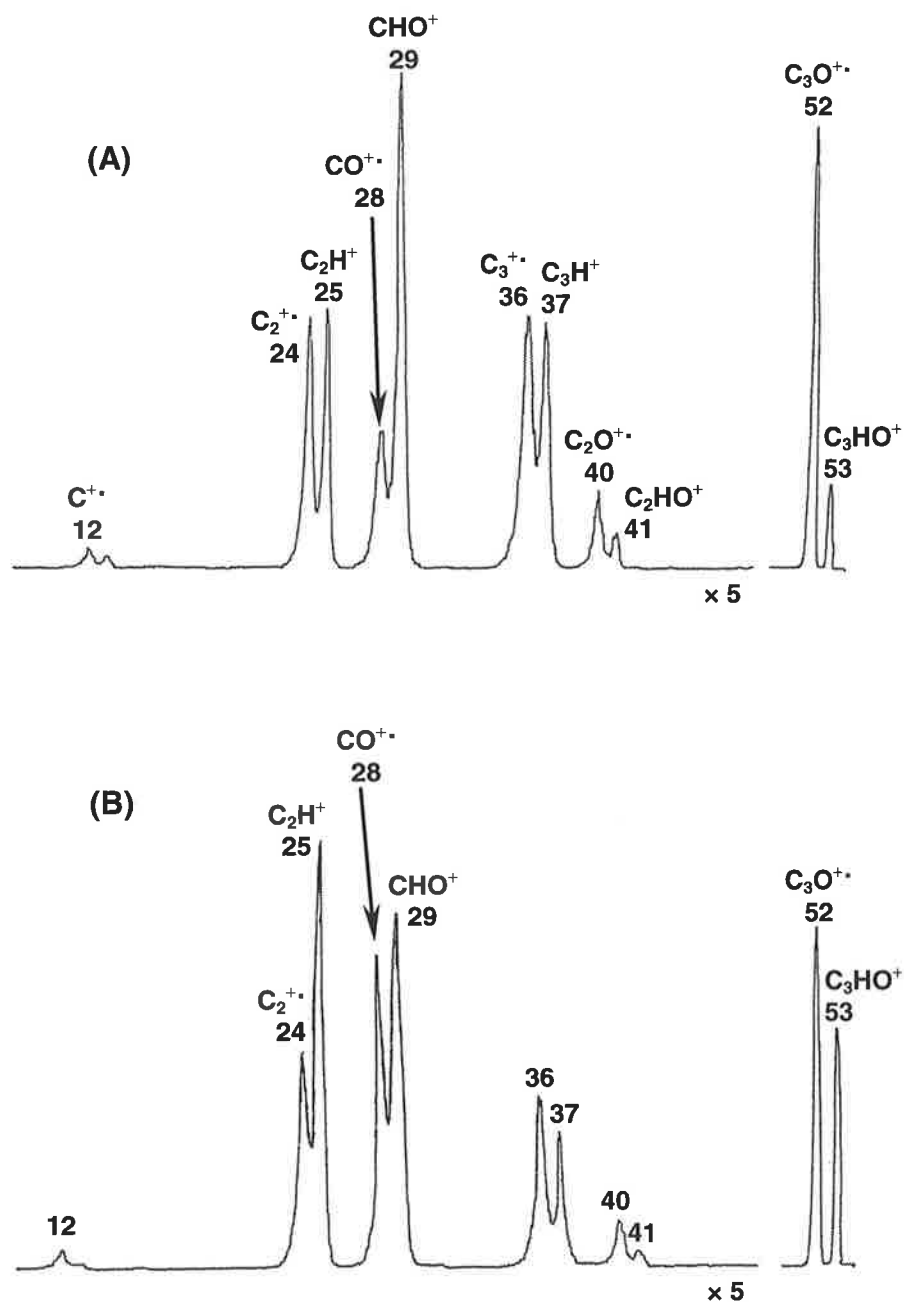 (A)
C⁺·
12
C₂⁺·
24
C₂H⁺
25
CO⁺·
28
CHO⁺
29
C₃⁺·
36
C₃H⁺
37
C₂O⁺·
40
C₂HO⁺
41
C₃O⁺·
52
C₃HO⁺
53
× 5
(B)
12
C₂⁺·
24
C₂H⁺
25
CO⁺·
28
CHO⁺
29
36
37
40
41
C₃O⁺·
52
C₃HO⁺
53
× 5